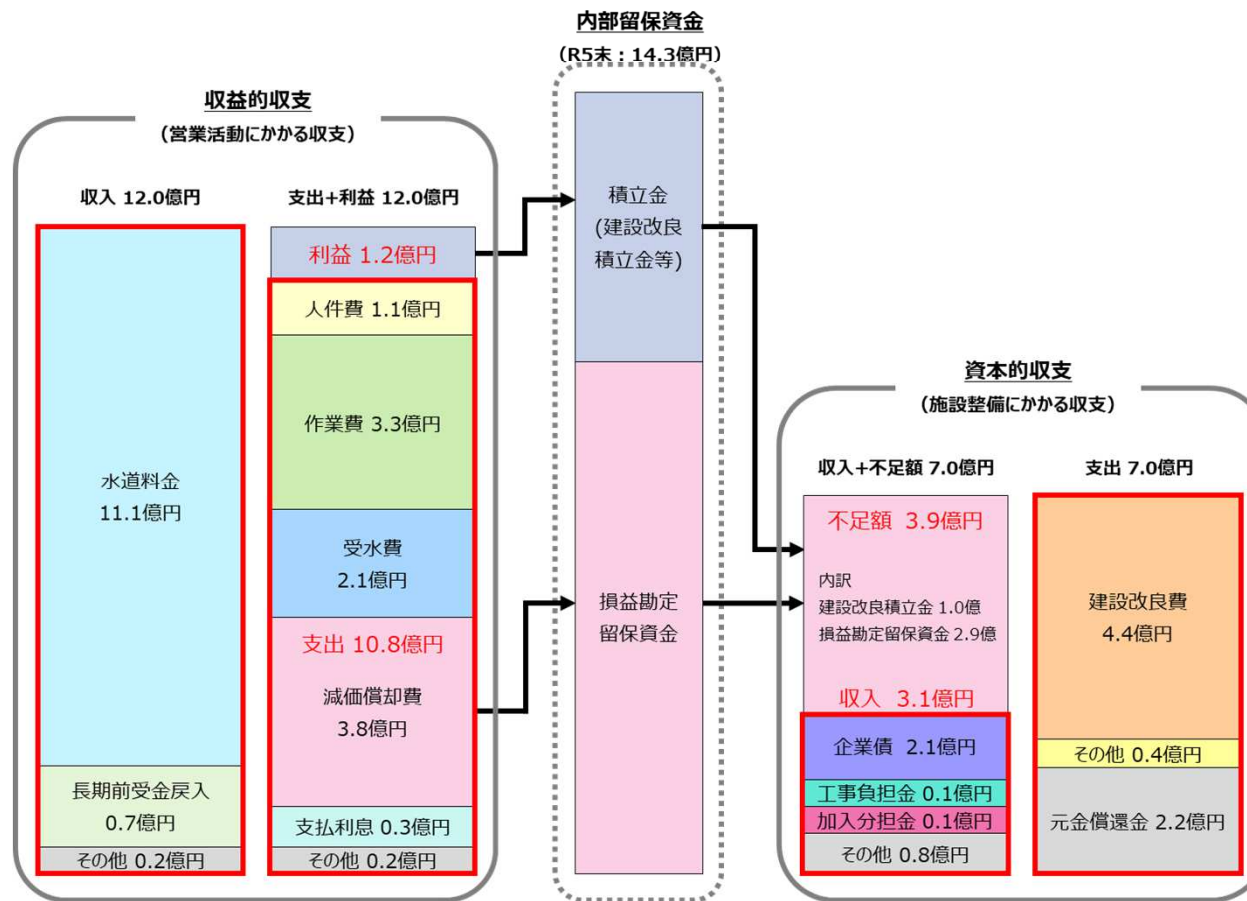 内部留保資金
(R5末：14.3億円)
積立金
(建設改良
積立金等)
損益勘定
留保資金
収益的収支
(営業活動にかかる収支)
収入 12.0億円
水道料金
11.1億円
長期前受金戻入
0.7億円
その他 0.2億円
支出+利益 12.0億円
利益 1.2億円
人件費 1.1億円
作業費 3.3億円
受水費
2.1億円
支出 10.8億円
減価償却費
3.8億円
支払利息 0.3億円
その他 0.2億円
資本的収支
(施設整備にかかる収支)
収入+不足額 7.0億円
不足額 3.9億円
内訳
建設改良積立金 1.0億
損益勘定留保資金 2.9億
収入 3.1億円
企業債 2.1億円
工事負担金 0.1億円
加入分担金 0.1億円
その他 0.8億円
支出 7.0億円
建設改良費
4.4億円
その他 0.4億円
元金償還金 2.2億円